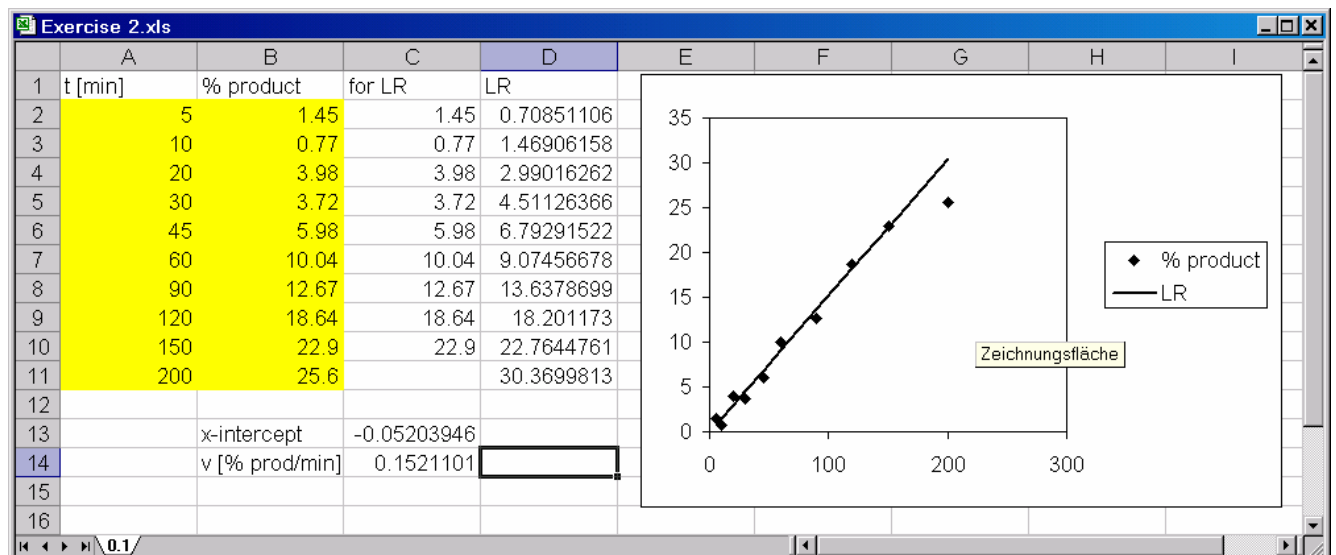 Exercise 2.xls
A B C D E F G H I
1 t [min] % product for LR LR
2 5 1.45 1.45 0.70851106
3 10 0.77 0.77 1.46906158
4 20 3.98 3.98 2.99016262
5 30 3.72 3.72 4.51126366
6 45 5.98 5.98 6.79291522
7 60 10.04 10.04 9.07456678
8 90 12.67 12.67 13.6378699
9 120 18.64 18.64 18.201173
10 150 22.9 22.9 22.7644761
11 200 25.6 30.3699813
12
13 x-intercept -0.05203946
14 v [% prod/min] 0.1521101
15
16
35
30
25
20
15
10
5
0
0 100 200 300
% product
LR
Zeichnungsfläche
0.1